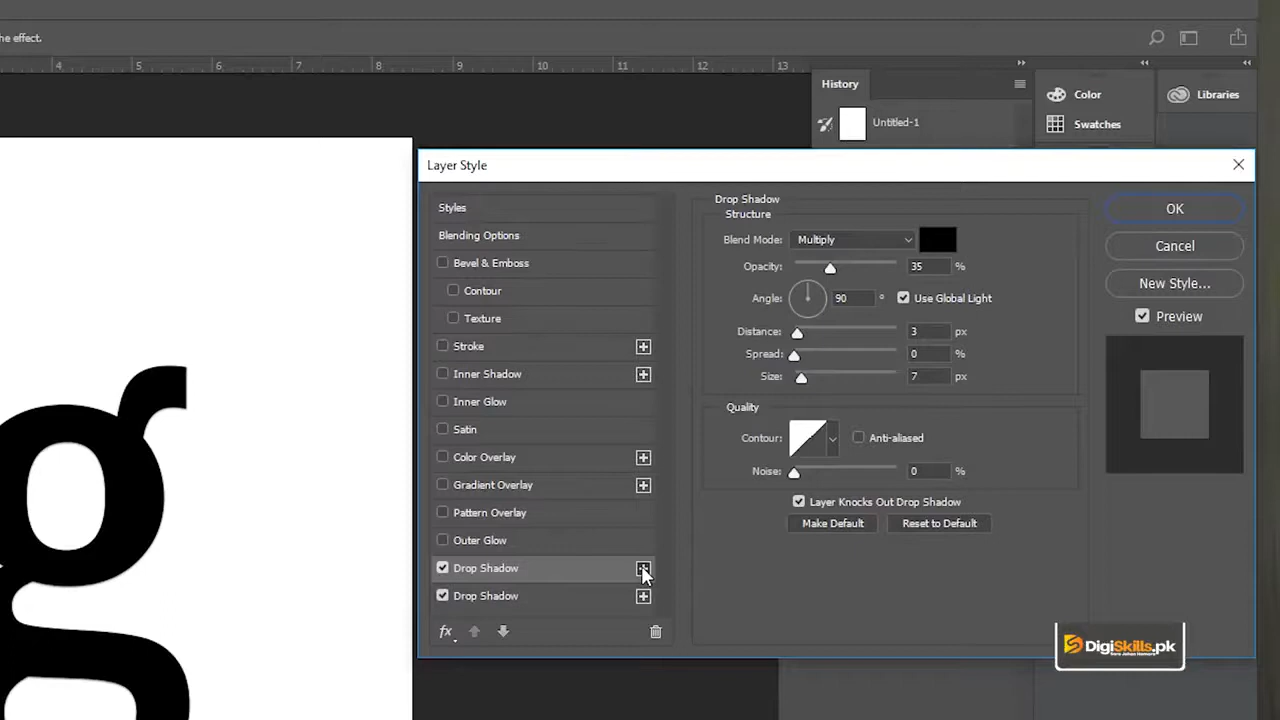 he effect.
4 5 6 7 8 9 10 11 12 13
History
Color
Libraries
Untitled-1
Swatches
Layer Style
Styles
Blending Options
Bevel & Emboss
Contour
Texture
Stroke
Inner Shadow
Inner Glow
Satin
Color Overlay
Gradient Overlay
Pattern Overlay
Outer Glow
Drop Shadow
Drop Shadow
fx
Drop Shadow
Structure
Blend Mode: Multiply
Opacity: 35 %
Angle: 90 ° Use Global Light
Distance: 3 px
Spread: 0 %
Size: 7 px
Quality
Contour: Anti-aliased
Noise: 0 %
Layer Knocks Out Drop Shadow
Make Default Reset to Default
OK
Cancel
New Style...
Preview
g
DigiSkills.pk